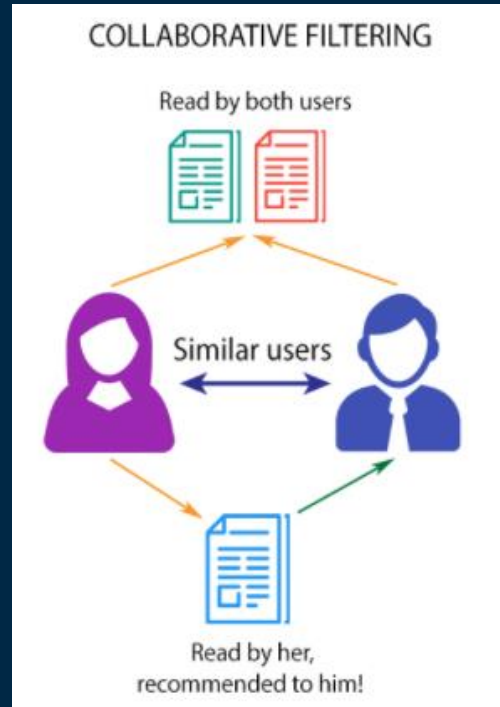 COLLABORATIVE FILTERING
Read by both users
Similar users
Read by her,
recommended to him!